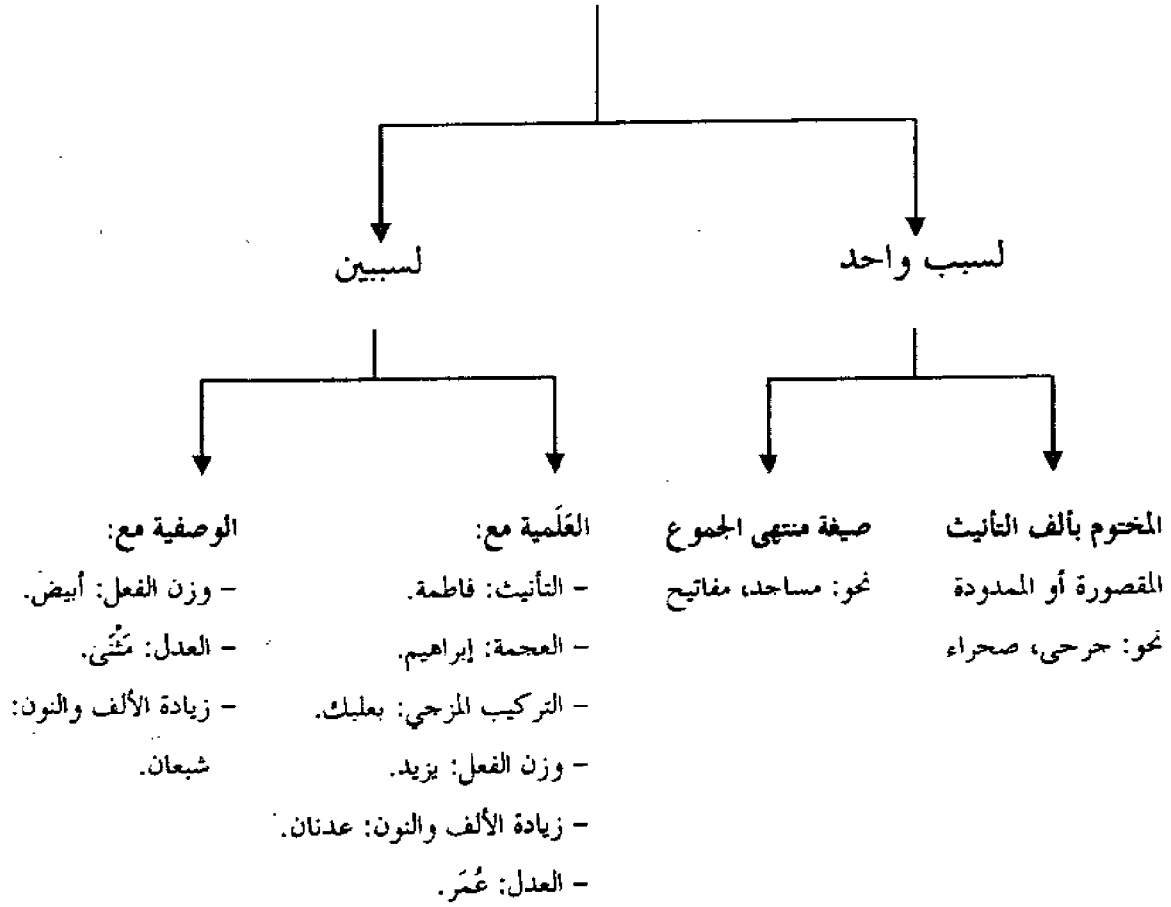 لسبب واحد
لسببين
المختوم بألف التأنيث
المقصورة أو الممدودة
نحو: جرحى، صحراء
صيغة منتهى الجموع
نحو: مساجد، مفاتيح
العَلَمية مع:
– التأنيث: فاطمة.
– العجمة: إبراهيم.
– التركيب المزجي: بعلبك.
– وزن الفعل: يزيد.
– زيادة الألف والنون: عدنان.
– العدل: عُمَر.
الوصفية مع:
– وزن الفعل: أبيض.
– العدل: مَثْنَى.
– زيادة الألف والنون:
شبعان.